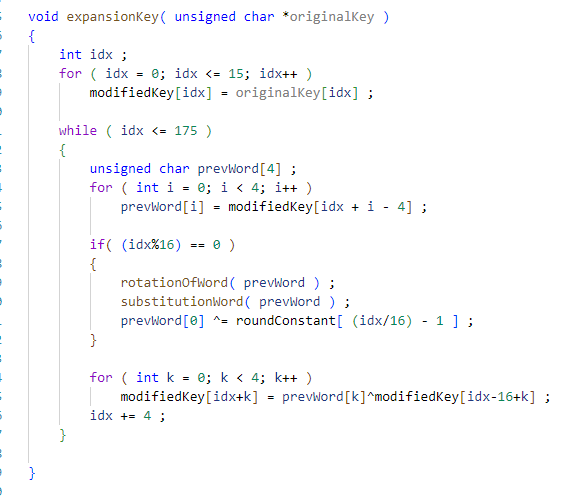 void expansionKey( unsigned char *originalKey )
{
    int idx ;
    for ( idx = 0; idx <= 15; idx++ )
        modifiedKey[idx] = originalKey[idx] ;

    while ( idx <= 175 )
    {
        unsigned char prevWord[4] ;
        for ( int i = 0; i < 4; i++ )
            prevWord[i] = modifiedKey[idx + i - 4] ;

        if( (idx%16) == 0 )
        {
            rotationOfWord( prevWord ) ;
            substitutionWord( prevWord ) ;
            prevWord[0] ^= roundConstant[ (idx/16) - 1 ] ;
        }

        for ( int k = 0; k < 4; k++ )
            modifiedKey[idx+k] = prevWord[k]^modifiedKey[idx-16+k] ;
        idx += 4 ;
    }

}